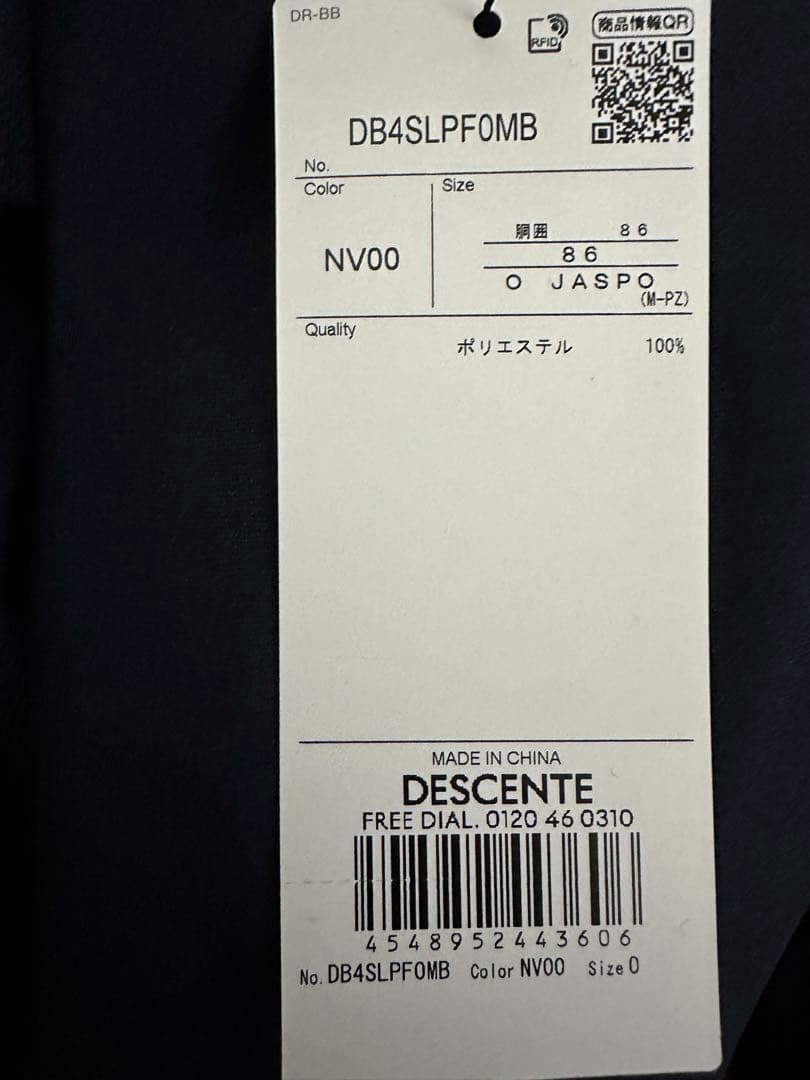 DR-BB
RFID
商品情報QR
DB4SLPF0MB
No.
Color
Size
胴囲 86
NV00
86
O JASPO
(M-PZ)
Quality
ポリエステル 100%
MADE IN CHINA
DESCENTE
FREE DIAL. 0120 46 0310
4548952443606
No. DB4SLPF0MB Color NV00 Size O